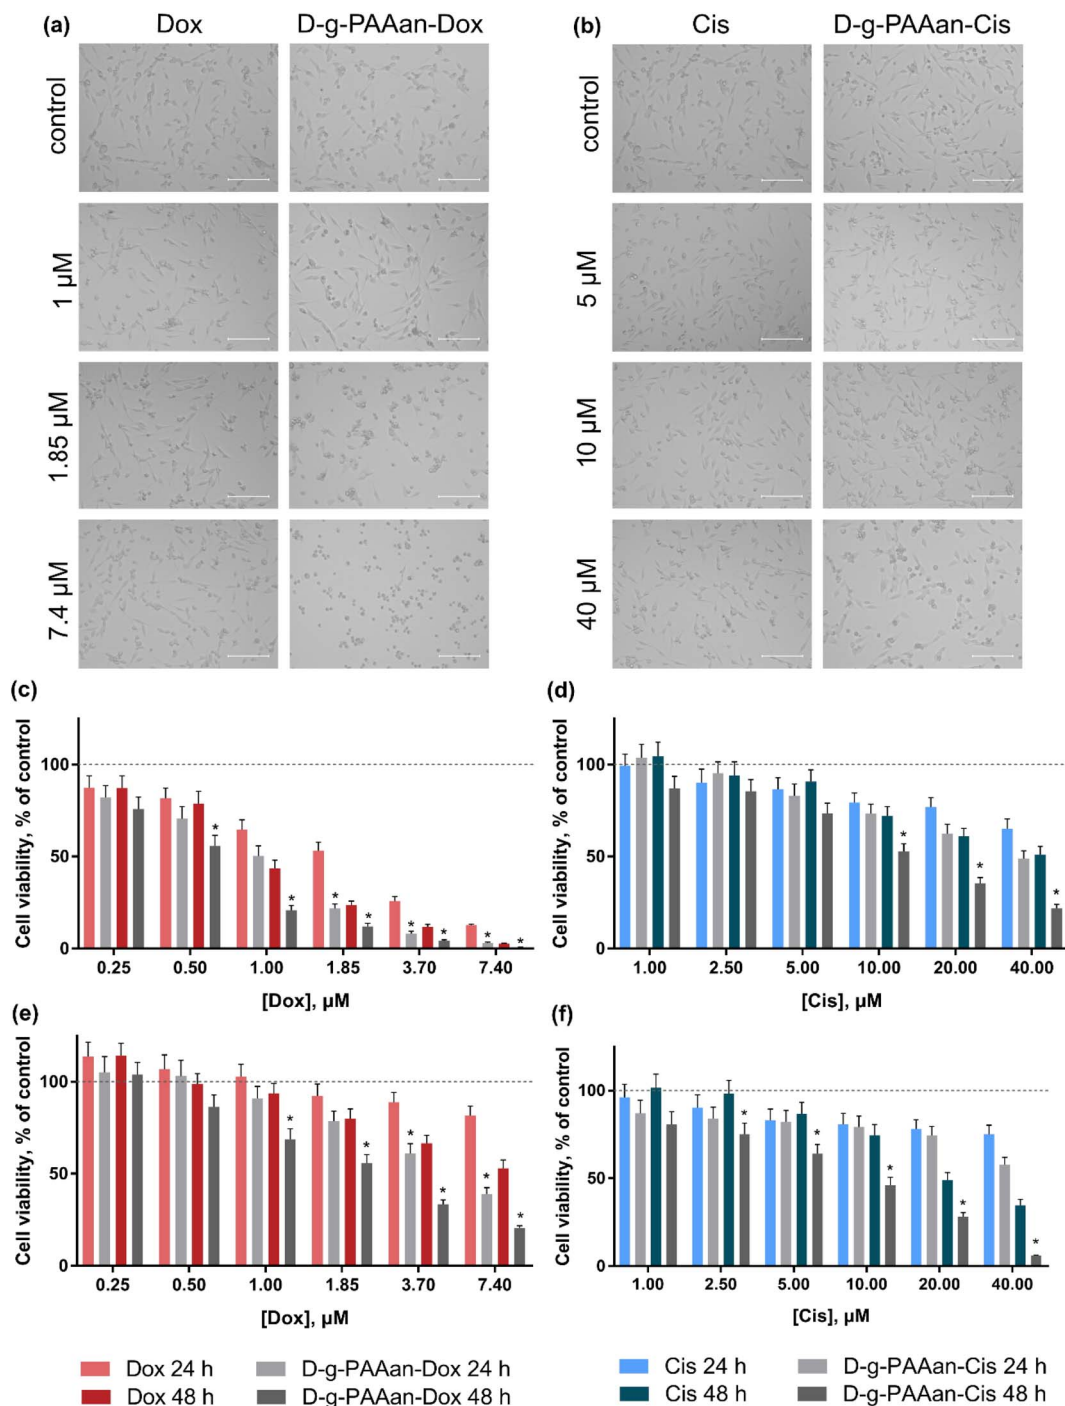 (a)
Dox
D-g-PAAan-Dox
control
1 µM
1.85 µM
7.4 µM
(b)
Cis
D-g-PAAan-Cis
control
5 µM
10 µM
40 µM
(c)
Cell viability, % of control
100
50
0
* * * * * * * *
0.25 0.50 1.00 1.85 3.70 7.40
[Dox], µM
(d)
Cell viability, % of control
100
50
0
* * *
1.00 2.50 5.00 10.00 20.00 40.00
[Cis], µM
(e)
Cell viability, % of control
100
50
0
* * * * * *
0.25 0.50 1.00 1.85 3.70 7.40
[Dox], µM
(f)
Cell viability, % of control
100
50
0
* * * * *
1.00 2.50 5.00 10.00 20.00 40.00
[Cis], µM
Dox 24 h
D-g-PAAan-Dox 24 h
Dox 48 h
D-g-PAAan-Dox 48 h
Cis 24 h
D-g-PAAan-Cis 24 h
Cis 48 h
D-g-PAAan-Cis 48 h